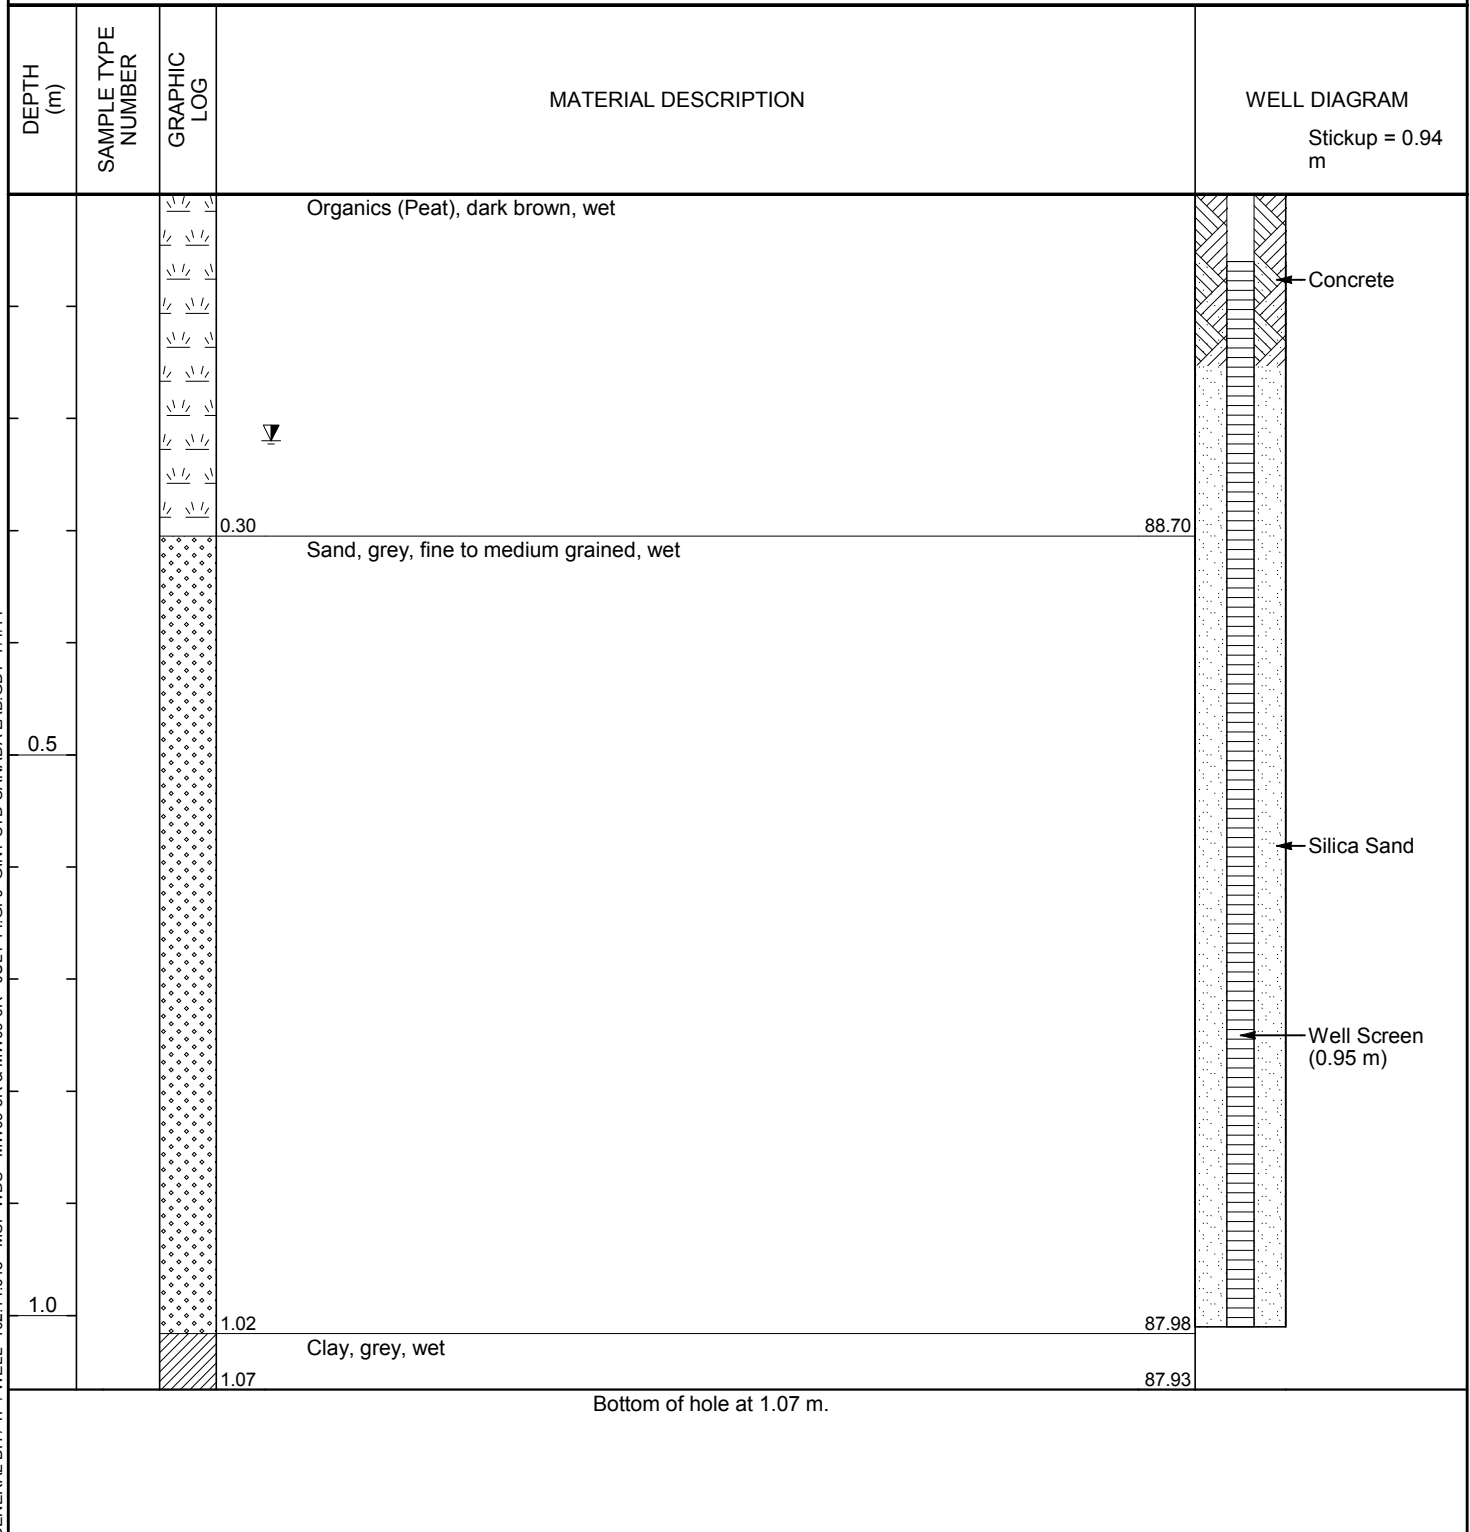 DEPTH
(m)
SAMPLE TYPE
NUMBER
GRAPHIC
LOG
MATERIAL DESCRIPTION
WELL DIAGRAM
Stickup = 0.94
m
Organics (Peat), dark brown, wet
Concrete
0.30
88.70
Sand, grey, fine to medium grained, wet
0.5
Silica Sand
Well Screen
(0.95 m)
1.0
1.02
87.98
Clay, grey, wet
1.07
87.93
Bottom of hole at 1.07 m.